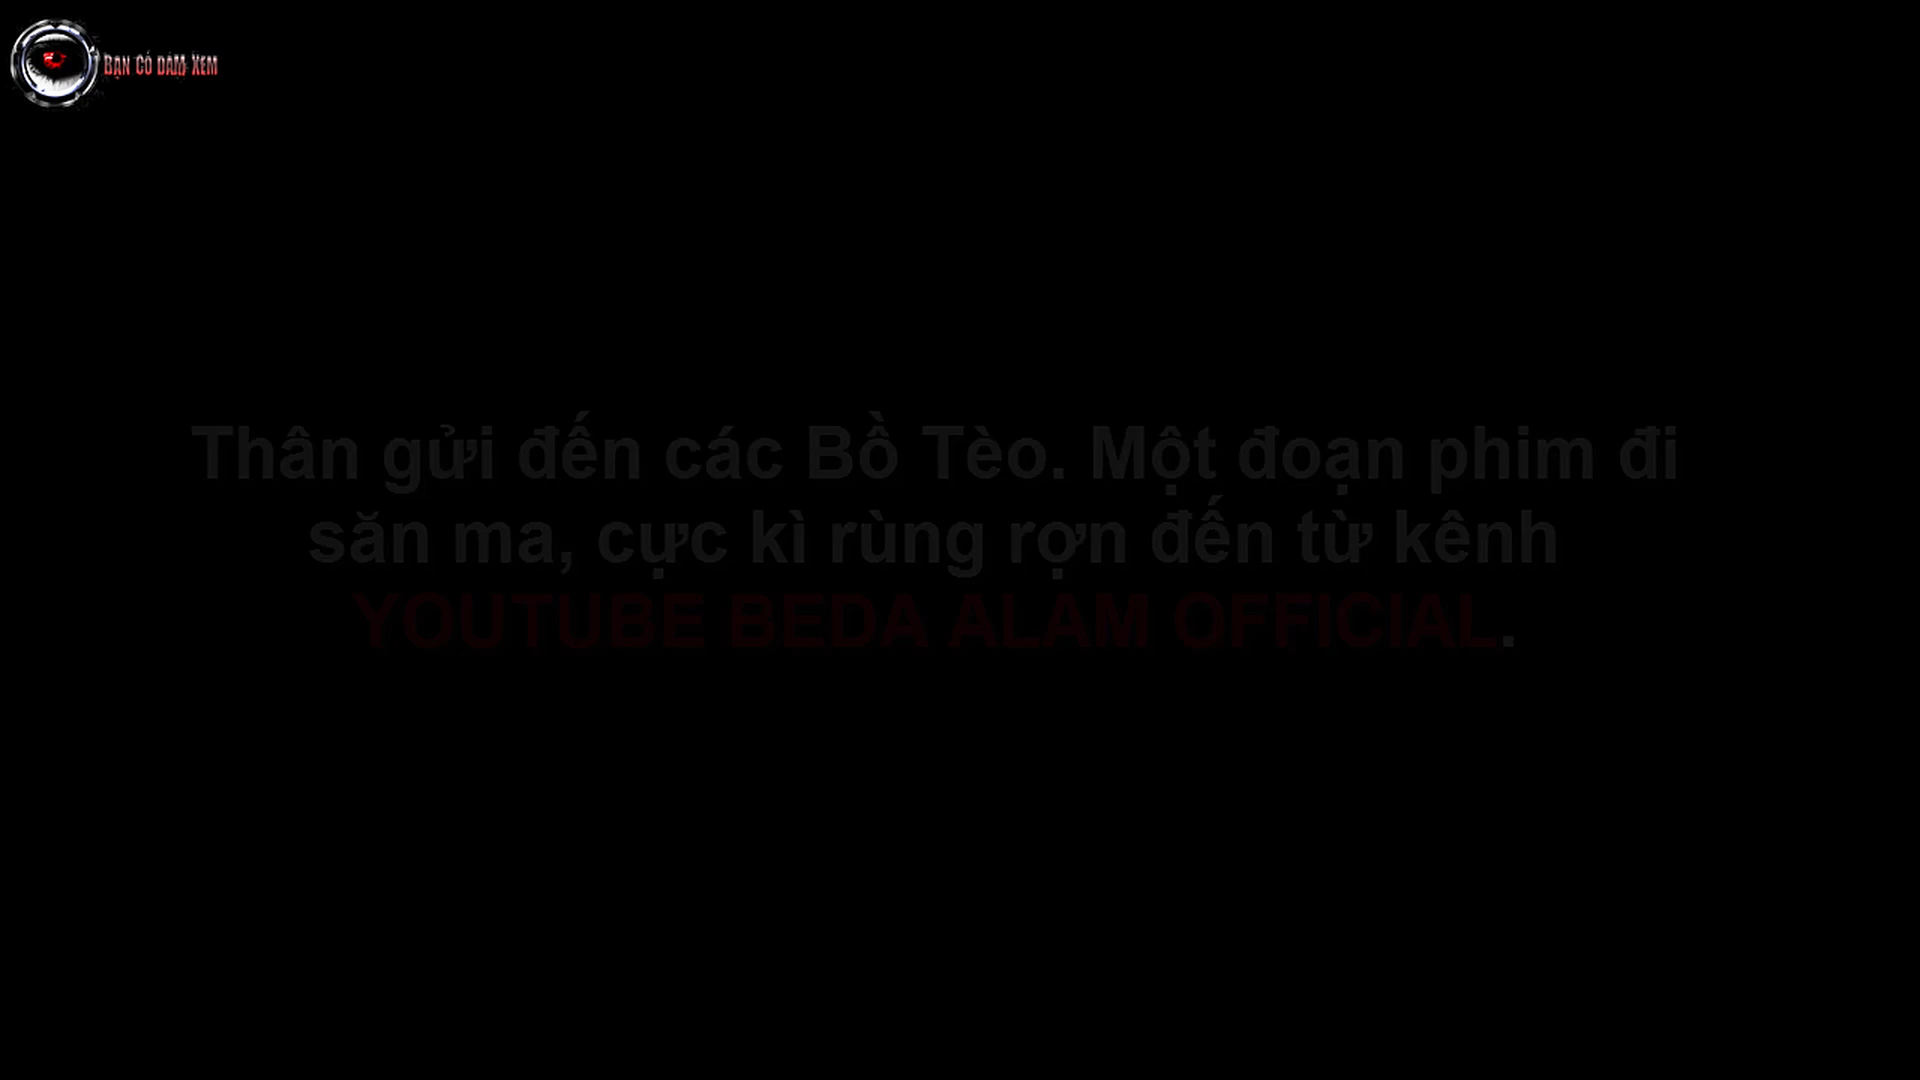 BẠN CÓ DÁM XEM
Thân gửi đến các Bồ Tèo. Một đoạn phim đi
săn ma, cực kì rùng rợn đến từ kênh
YOUTUBE BEDA ALAM OFFICIAL.